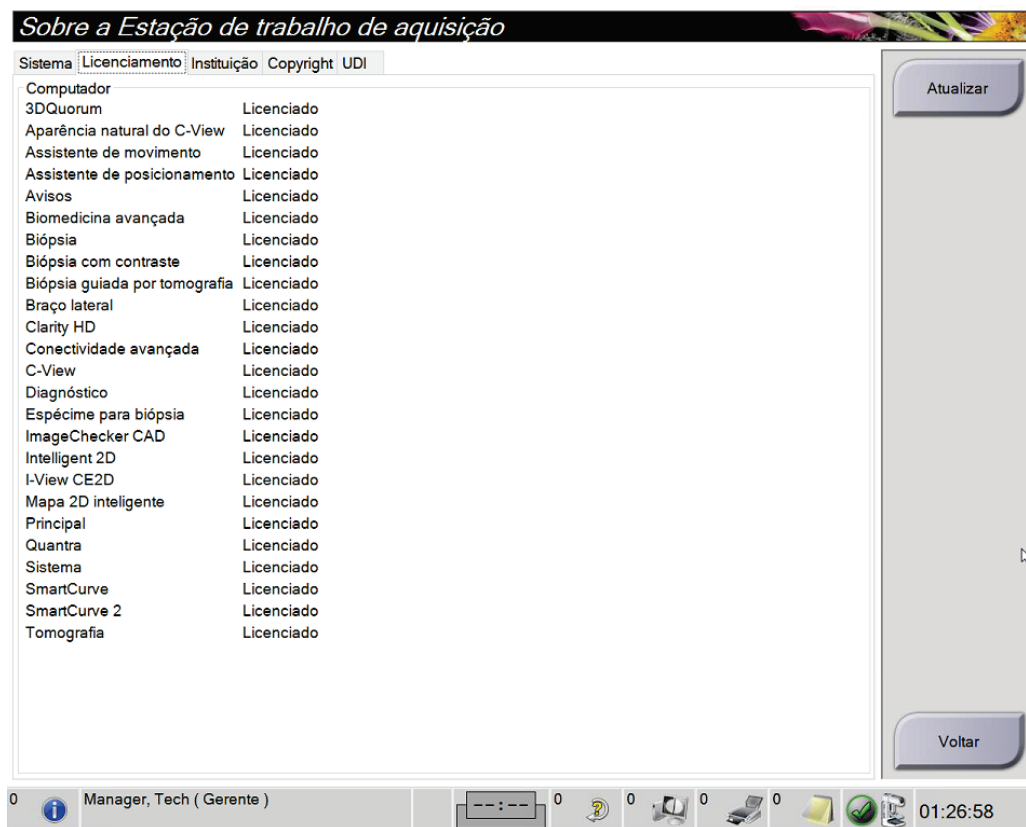 Sobre a Estação de trabalho de aquisição
Sistema Licenciamento Instituição Copyright UDI
Atualizar
Computador
3DQuorum Licenciado
Aparência natural do C-View Licenciado
Assistente de movimento Licenciado
Assistente de posicionamento Licenciado
Avisos Licenciado
Biomedicina avançada Licenciado
Biópsia Licenciado
Biópsia com contraste Licenciado
Biópsia guiada por tomografia Licenciado
Braço lateral Licenciado
Clarity HD Licenciado
Conectividade avançada Licenciado
C-View Licenciado
Diagnóstico Licenciado
Espécime para biópsia Licenciado
ImageChecker CAD Licenciado
Intelligent 2D Licenciado
I-View CE2D Licenciado
Mapa 2D inteligente Licenciado
Principal Licenciado
Quantra Licenciado
Sistema Licenciado
SmartCurve Licenciado
SmartCurve 2 Licenciado
Tomografia Licenciado
Voltar
0 Manager, Tech ( Gerente ) --:-- 0 0 0 0 01:26:58